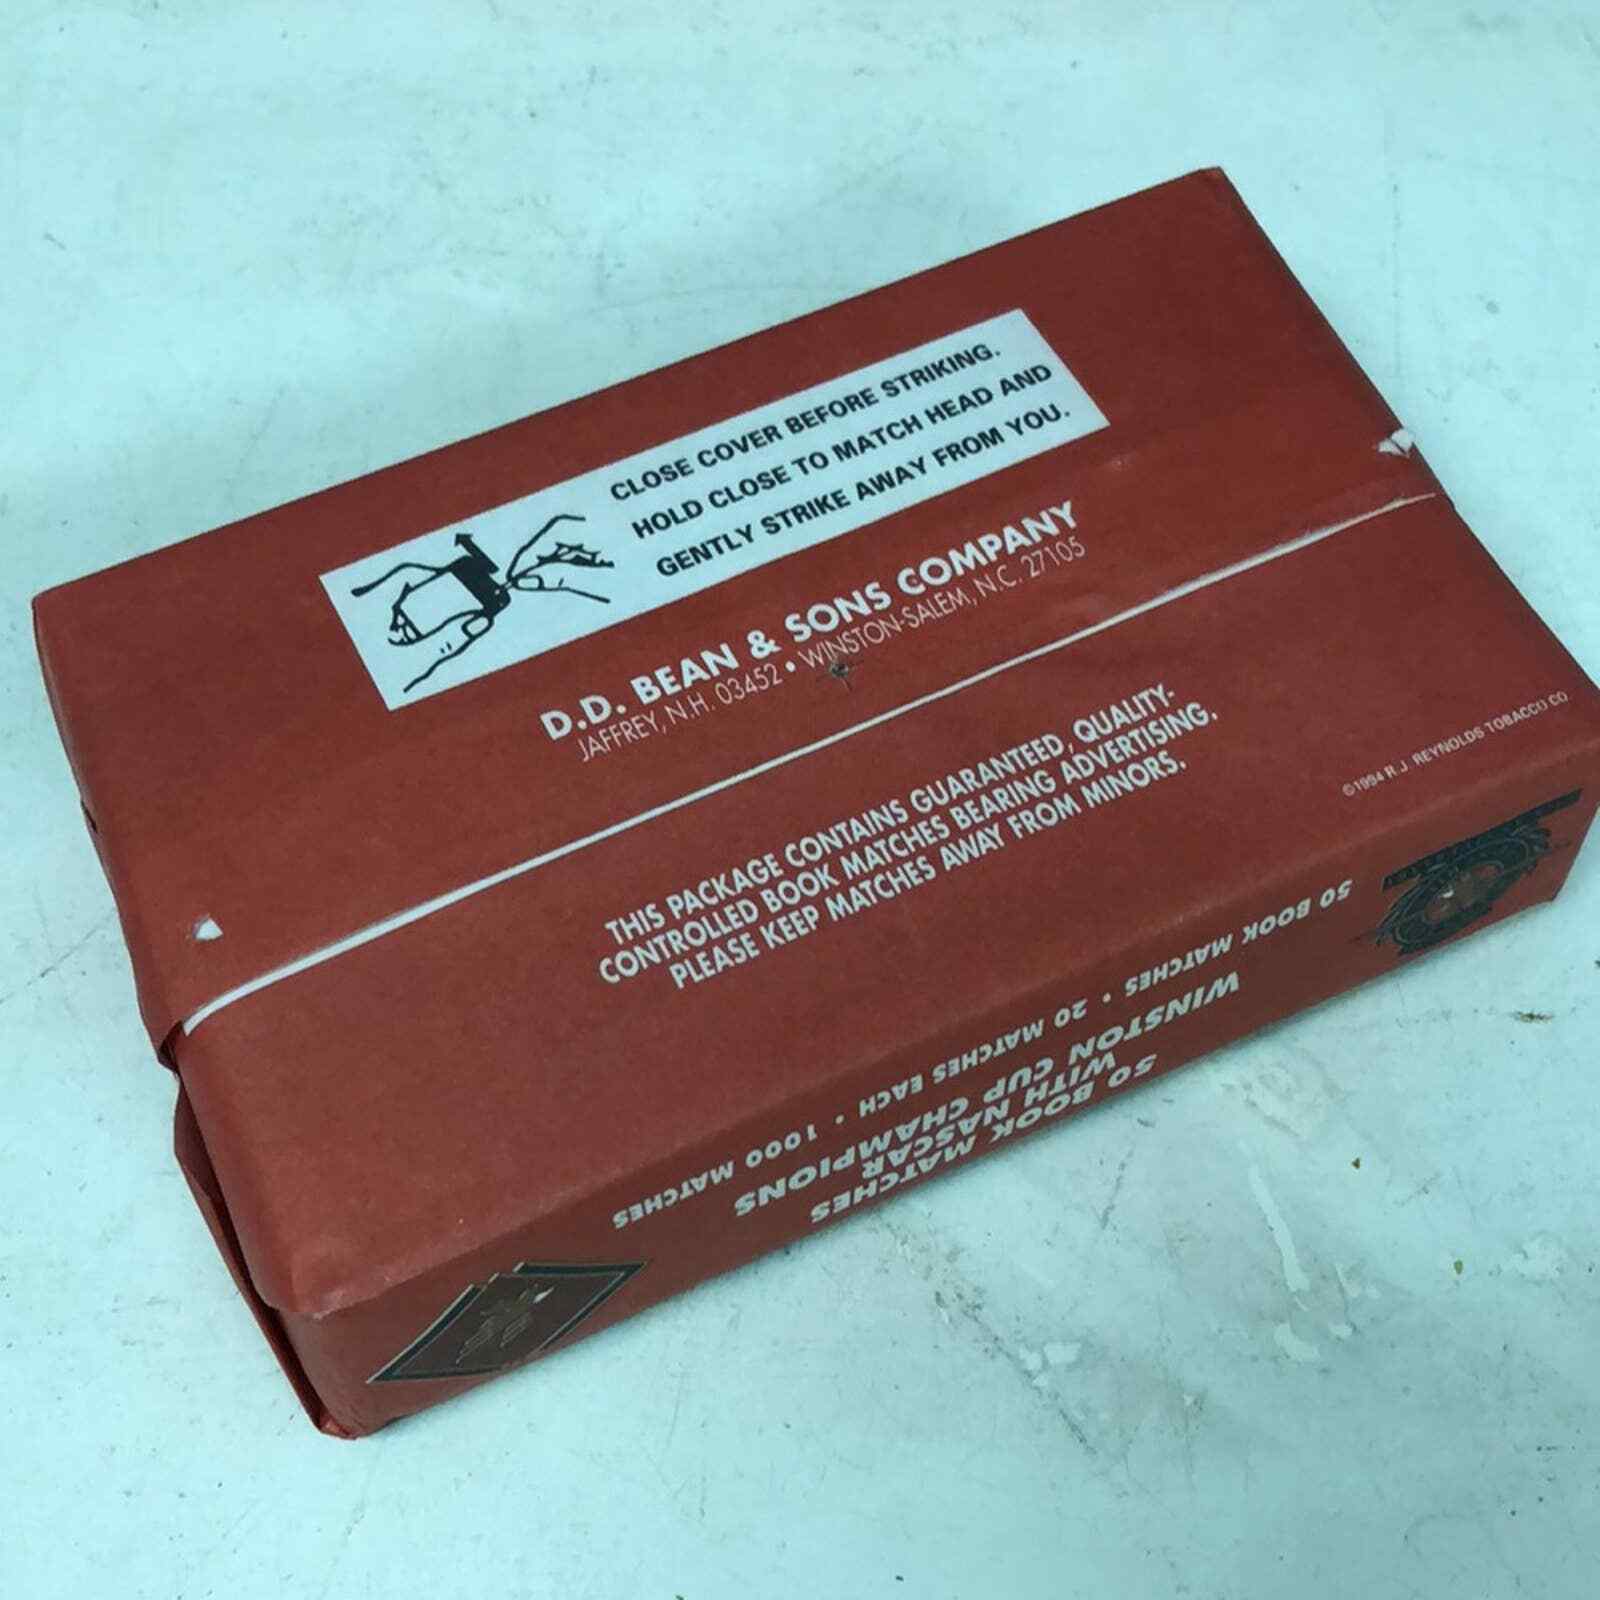 CLOSE COVER BEFORE STRIKING.
HOLD CLOSE TO MATCH HEAD AND
GENTLY STRIKE AWAY FROM YOU.
D.D. BEAN & SONS COMPANY
JAFFREY, N.H. 03452 • WINSTON-SALEM, N.C. 27105
THIS PACKAGE CONTAINS GUARANTEED, QUALITY-
CONTROLLED BOOK MATCHES BEARING ADVERTISING.
PLEASE KEEP MATCHES AWAY FROM MINORS.
©1994 R.J. REYNOLDS TOBACCO CO.
50 BOOK MATCHES
WITH NASCAR
WINSTON CUP CHAMPIONS
50 BOOK MATCHES • 20 MATCHES EACH • 1000 MATCHES